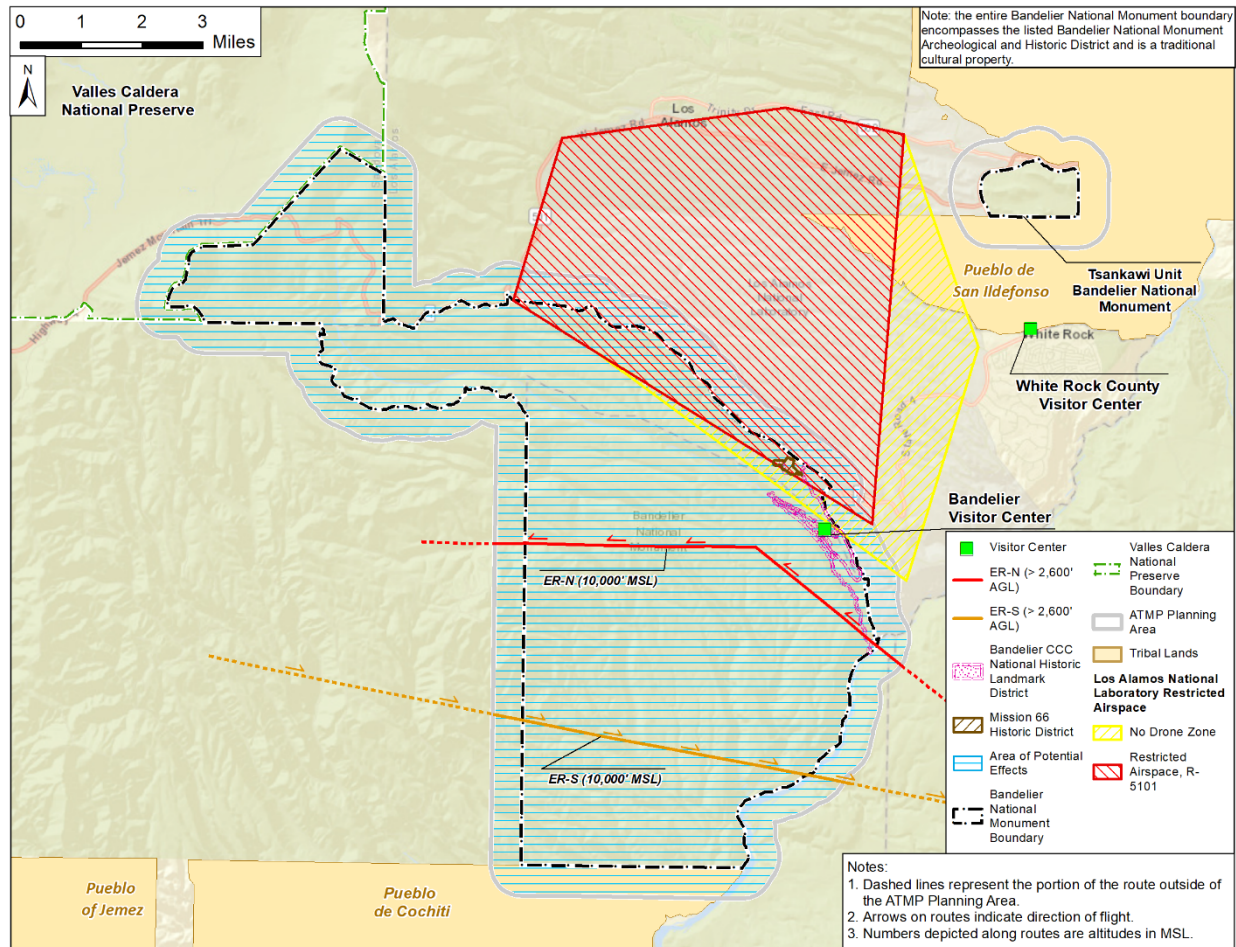 0 1 2 3
Miles
N
Note: the entire Bandelier National Monument boundary
encompasses the listed Bandelier National Monument
Archeological and Historic District and is a traditional
cultural property.
Valles Caldera
National Preserve
Los
Alamos
W Jemez Rd
East Rd
Jemez Rd
Los Alamos
National
Laboratory
Pueblo de
San Ildefonso
Tsankawi Unit
Bandelier National
Monument
White Rock
White Rock County
Visitor Center
Highway
Bandelier
Visitor Center
Bandelier
National
Monument
ER-N (10,000' MSL)
ER-S (10,000' MSL)
Pueblo
of Jemez
Pueblo
de Cochiti
Visitor Center
ER-N (> 2,600'
AGL)
ER-S (> 2,600'
AGL)
Bandelier CCC
National Historic
Landmark
District
Mission 66
Historic District
Area of Potential
Effects
Bandelier
National
Monument
Boundary
Valles Caldera
National
Preserve
Boundary
ATMP Planning
Area
Tribal Lands
Los Alamos National
Laboratory Restricted
Airspace
No Drone Zone
Restricted
Airspace, R-
5101
Notes:
1. Dashed lines represent the portion of the route outside of
the ATMP Planning Area.
2. Arrows on routes indicate direction of flight.
3. Numbers depicted along routes are altitudes in MSL.